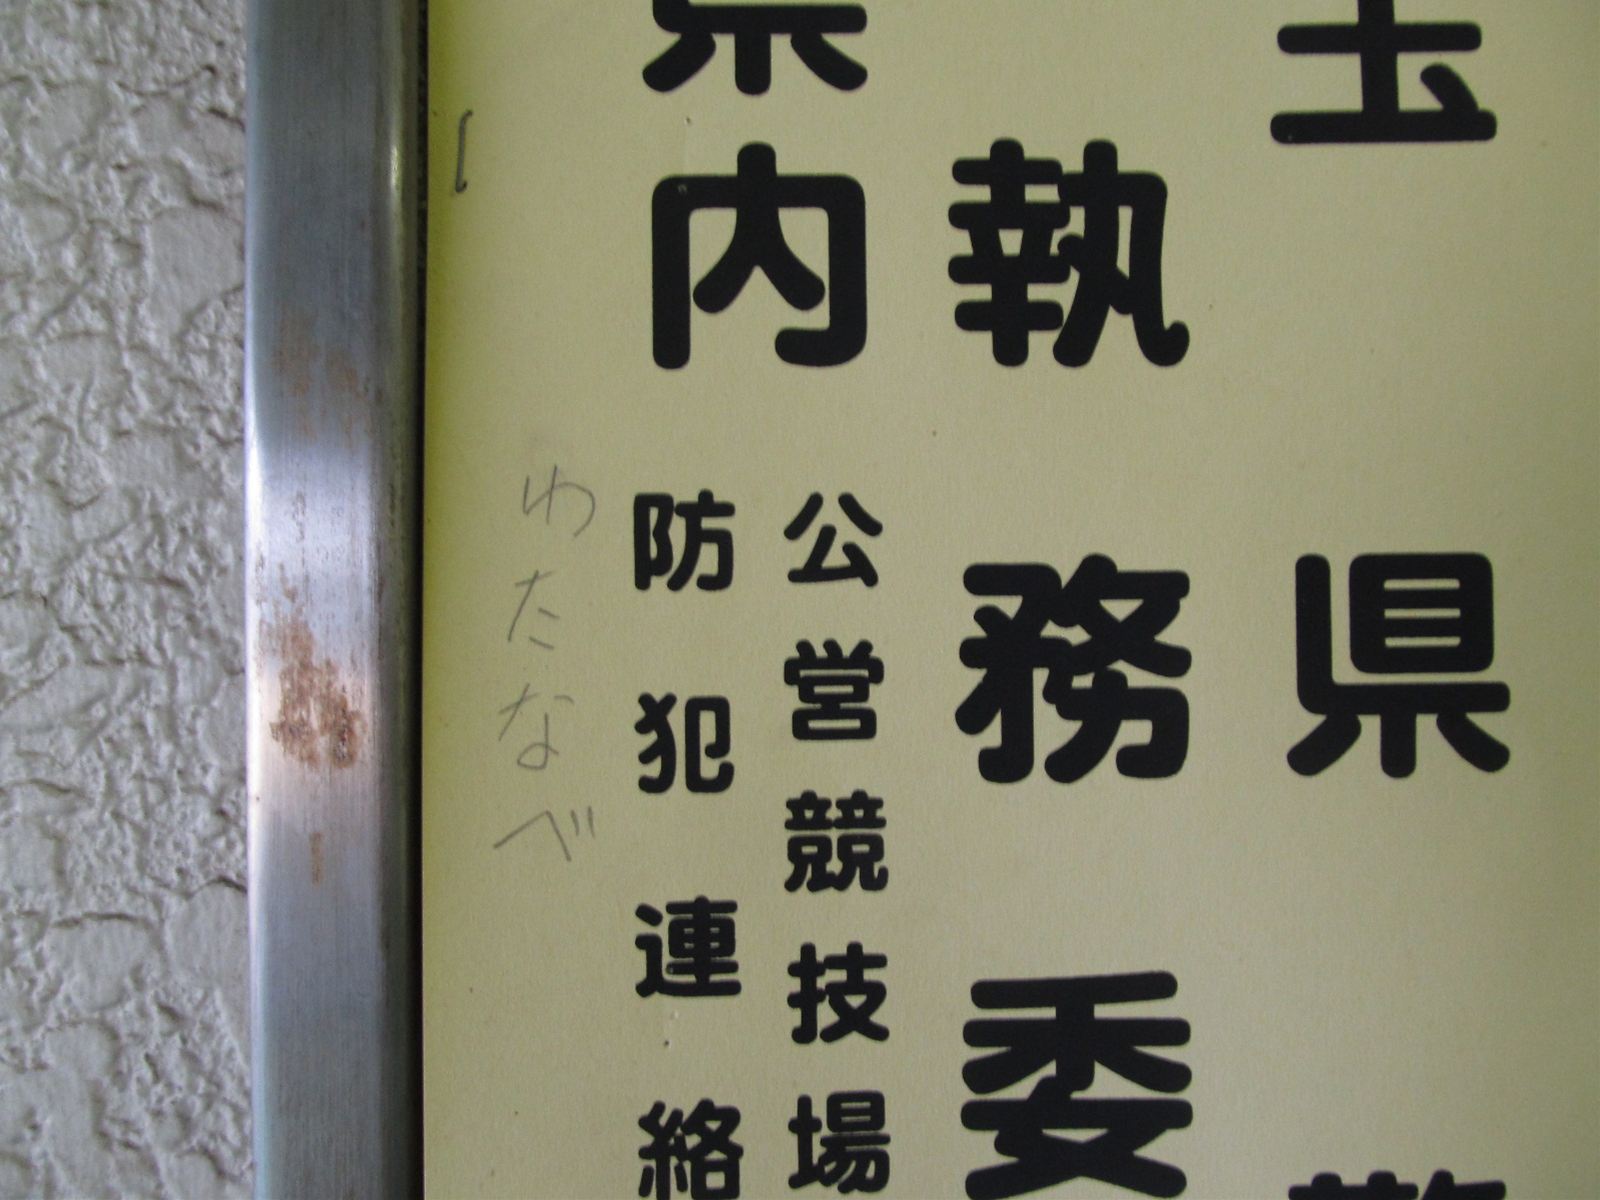 玉県
執務委
内
公営競技場
防犯連絡
わたなべ